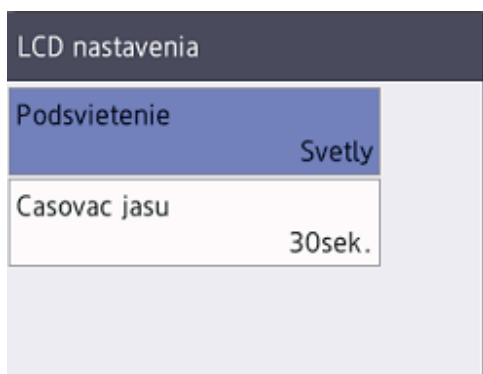 LCD nastavenia
Podsvietenie
Svetly
Casovac jasu
30sek.